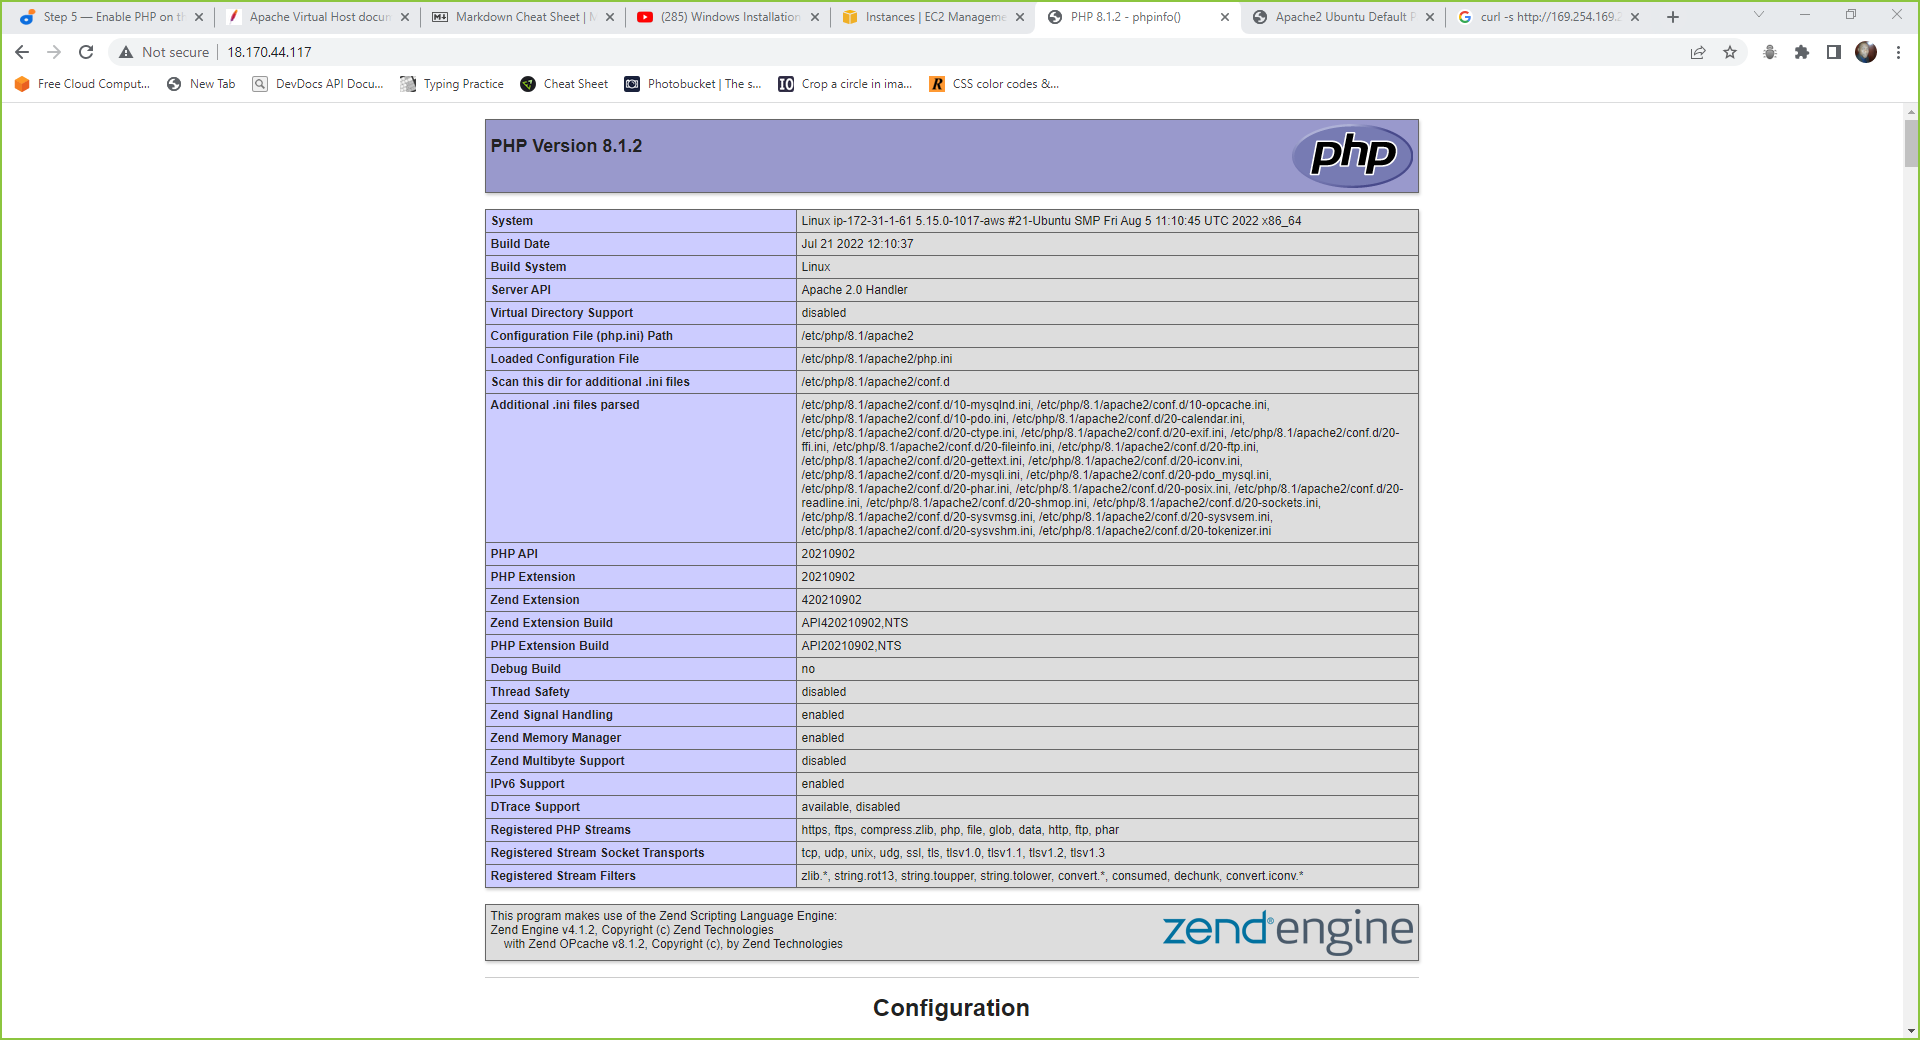 Step 5 — Enable PHP on th
Apache Virtual Host docun
Markdown Cheat Sheet | M
(285) Windows Installation
Instances | EC2 Manageme
PHP 8.1.2 - phpinfo()
Apache2 Ubuntu Default P
curl -s http://169.254.169.2
Not secure
18.170.44.117
Free Cloud Comput...
New Tab
DevDocs API Docu...
Typing Practice
Cheat Sheet
Photobucket | The s...
IO
Crop a circle in ima...
R
CSS color codes &...
PHP Version 8.1.2
php
System Linux ip-172-31-1-61 5.15.0-1017-aws #21-Ubuntu SMP Fri Aug 5 11:10:45 UTC 2022 x86_64
Build Date Jul 21 2022 12:10:37
Build System Linux
Server API Apache 2.0 Handler
Virtual Directory Support disabled
Configuration File (php.ini) Path /etc/php/8.1/apache2
Loaded Configuration File /etc/php/8.1/apache2/php.ini
Scan this dir for additional .ini files /etc/php/8.1/apache2/conf.d
Additional .ini files parsed /etc/php/8.1/apache2/conf.d/10-mysqlnd.ini, /etc/php/8.1/apache2/conf.d/10-opcache.ini,
/etc/php/8.1/apache2/conf.d/10-pdo.ini, /etc/php/8.1/apache2/conf.d/20-calendar.ini,
/etc/php/8.1/apache2/conf.d/20-ctype.ini, /etc/php/8.1/apache2/conf.d/20-exif.ini, /etc/php/8.1/apache2/conf.d/20-
ffi.ini, /etc/php/8.1/apache2/conf.d/20-fileinfo.ini, /etc/php/8.1/apache2/conf.d/20-ftp.ini,
/etc/php/8.1/apache2/conf.d/20-gettext.ini, /etc/php/8.1/apache2/conf.d/20-iconv.ini,
/etc/php/8.1/apache2/conf.d/20-mysqli.ini, /etc/php/8.1/apache2/conf.d/20-pdo_mysql.ini,
/etc/php/8.1/apache2/conf.d/20-phar.ini, /etc/php/8.1/apache2/conf.d/20-posix.ini, /etc/php/8.1/apache2/conf.d/20-
readline.ini, /etc/php/8.1/apache2/conf.d/20-shmop.ini, /etc/php/8.1/apache2/conf.d/20-sockets.ini,
/etc/php/8.1/apache2/conf.d/20-sysvmsg.ini, /etc/php/8.1/apache2/conf.d/20-sysvsem.ini,
/etc/php/8.1/apache2/conf.d/20-sysvshm.ini, /etc/php/8.1/apache2/conf.d/20-tokenizer.ini
PHP API 20210902
PHP Extension 20210902
Zend Extension 420210902
Zend Extension Build API420210902,NTS
PHP Extension Build API20210902,NTS
Debug Build no
Thread Safety disabled
Zend Signal Handling enabled
Zend Memory Manager enabled
Zend Multibyte Support disabled
IPv6 Support enabled
DTrace Support available, disabled
Registered PHP Streams https, ftps, compress.zlib, php, file, glob, data, http, ftp, phar
Registered Stream Socket Transports tcp, udp, unix, udg, ssl, tls, tlsv1.0, tlsv1.1, tlsv1.2, tlsv1.3
Registered Stream Filters zlib.*, string.rot13, string.toupper, string.tolower, convert.*, consumed, dechunk, convert.iconv.*
This program makes use of the Zend Scripting Language Engine:
Zend Engine v4.1.2, Copyright (c) Zend Technologies
with Zend OPcache v8.1.2, Copyright (c), by Zend Technologies
zend®engine
Configuration